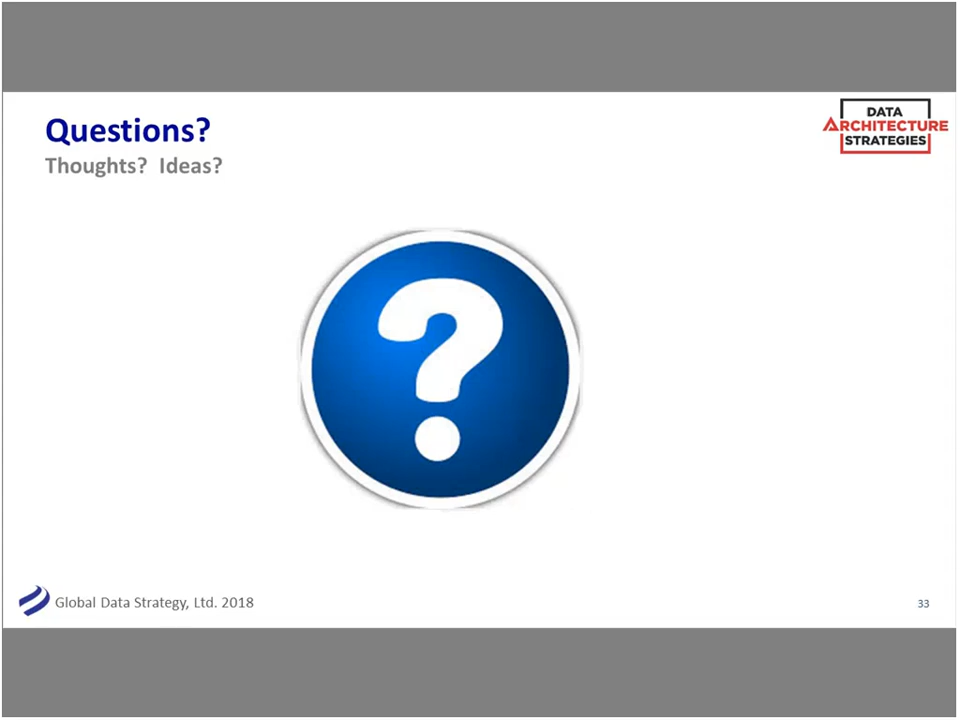 Questions?
Thoughts? Ideas?
DATA
ARCHITECTURE
STRATEGIES
?
Global Data Strategy, Ltd. 2018
33